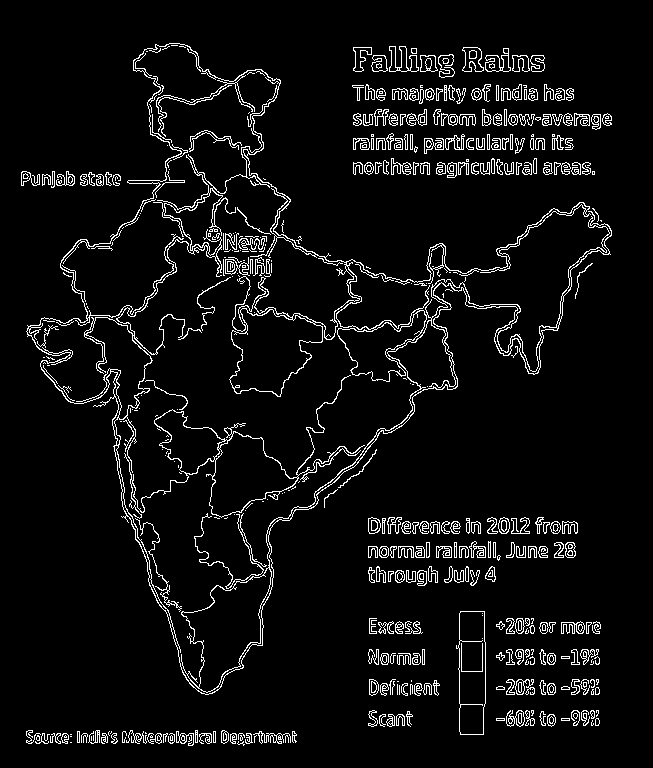 Falling Rains
The majority of India has
suffered from below-average
rainfall, particularly in its
northern agricultural areas.
Punjab state
New
Delhi
Difference in 2012 from
normal rainfall, June 28
through July 4
Excess +20% or more
Normal +19% to -19%
Deficient -20% to -59%
Scant -60% to -99%
Source: India's Meteorological Department